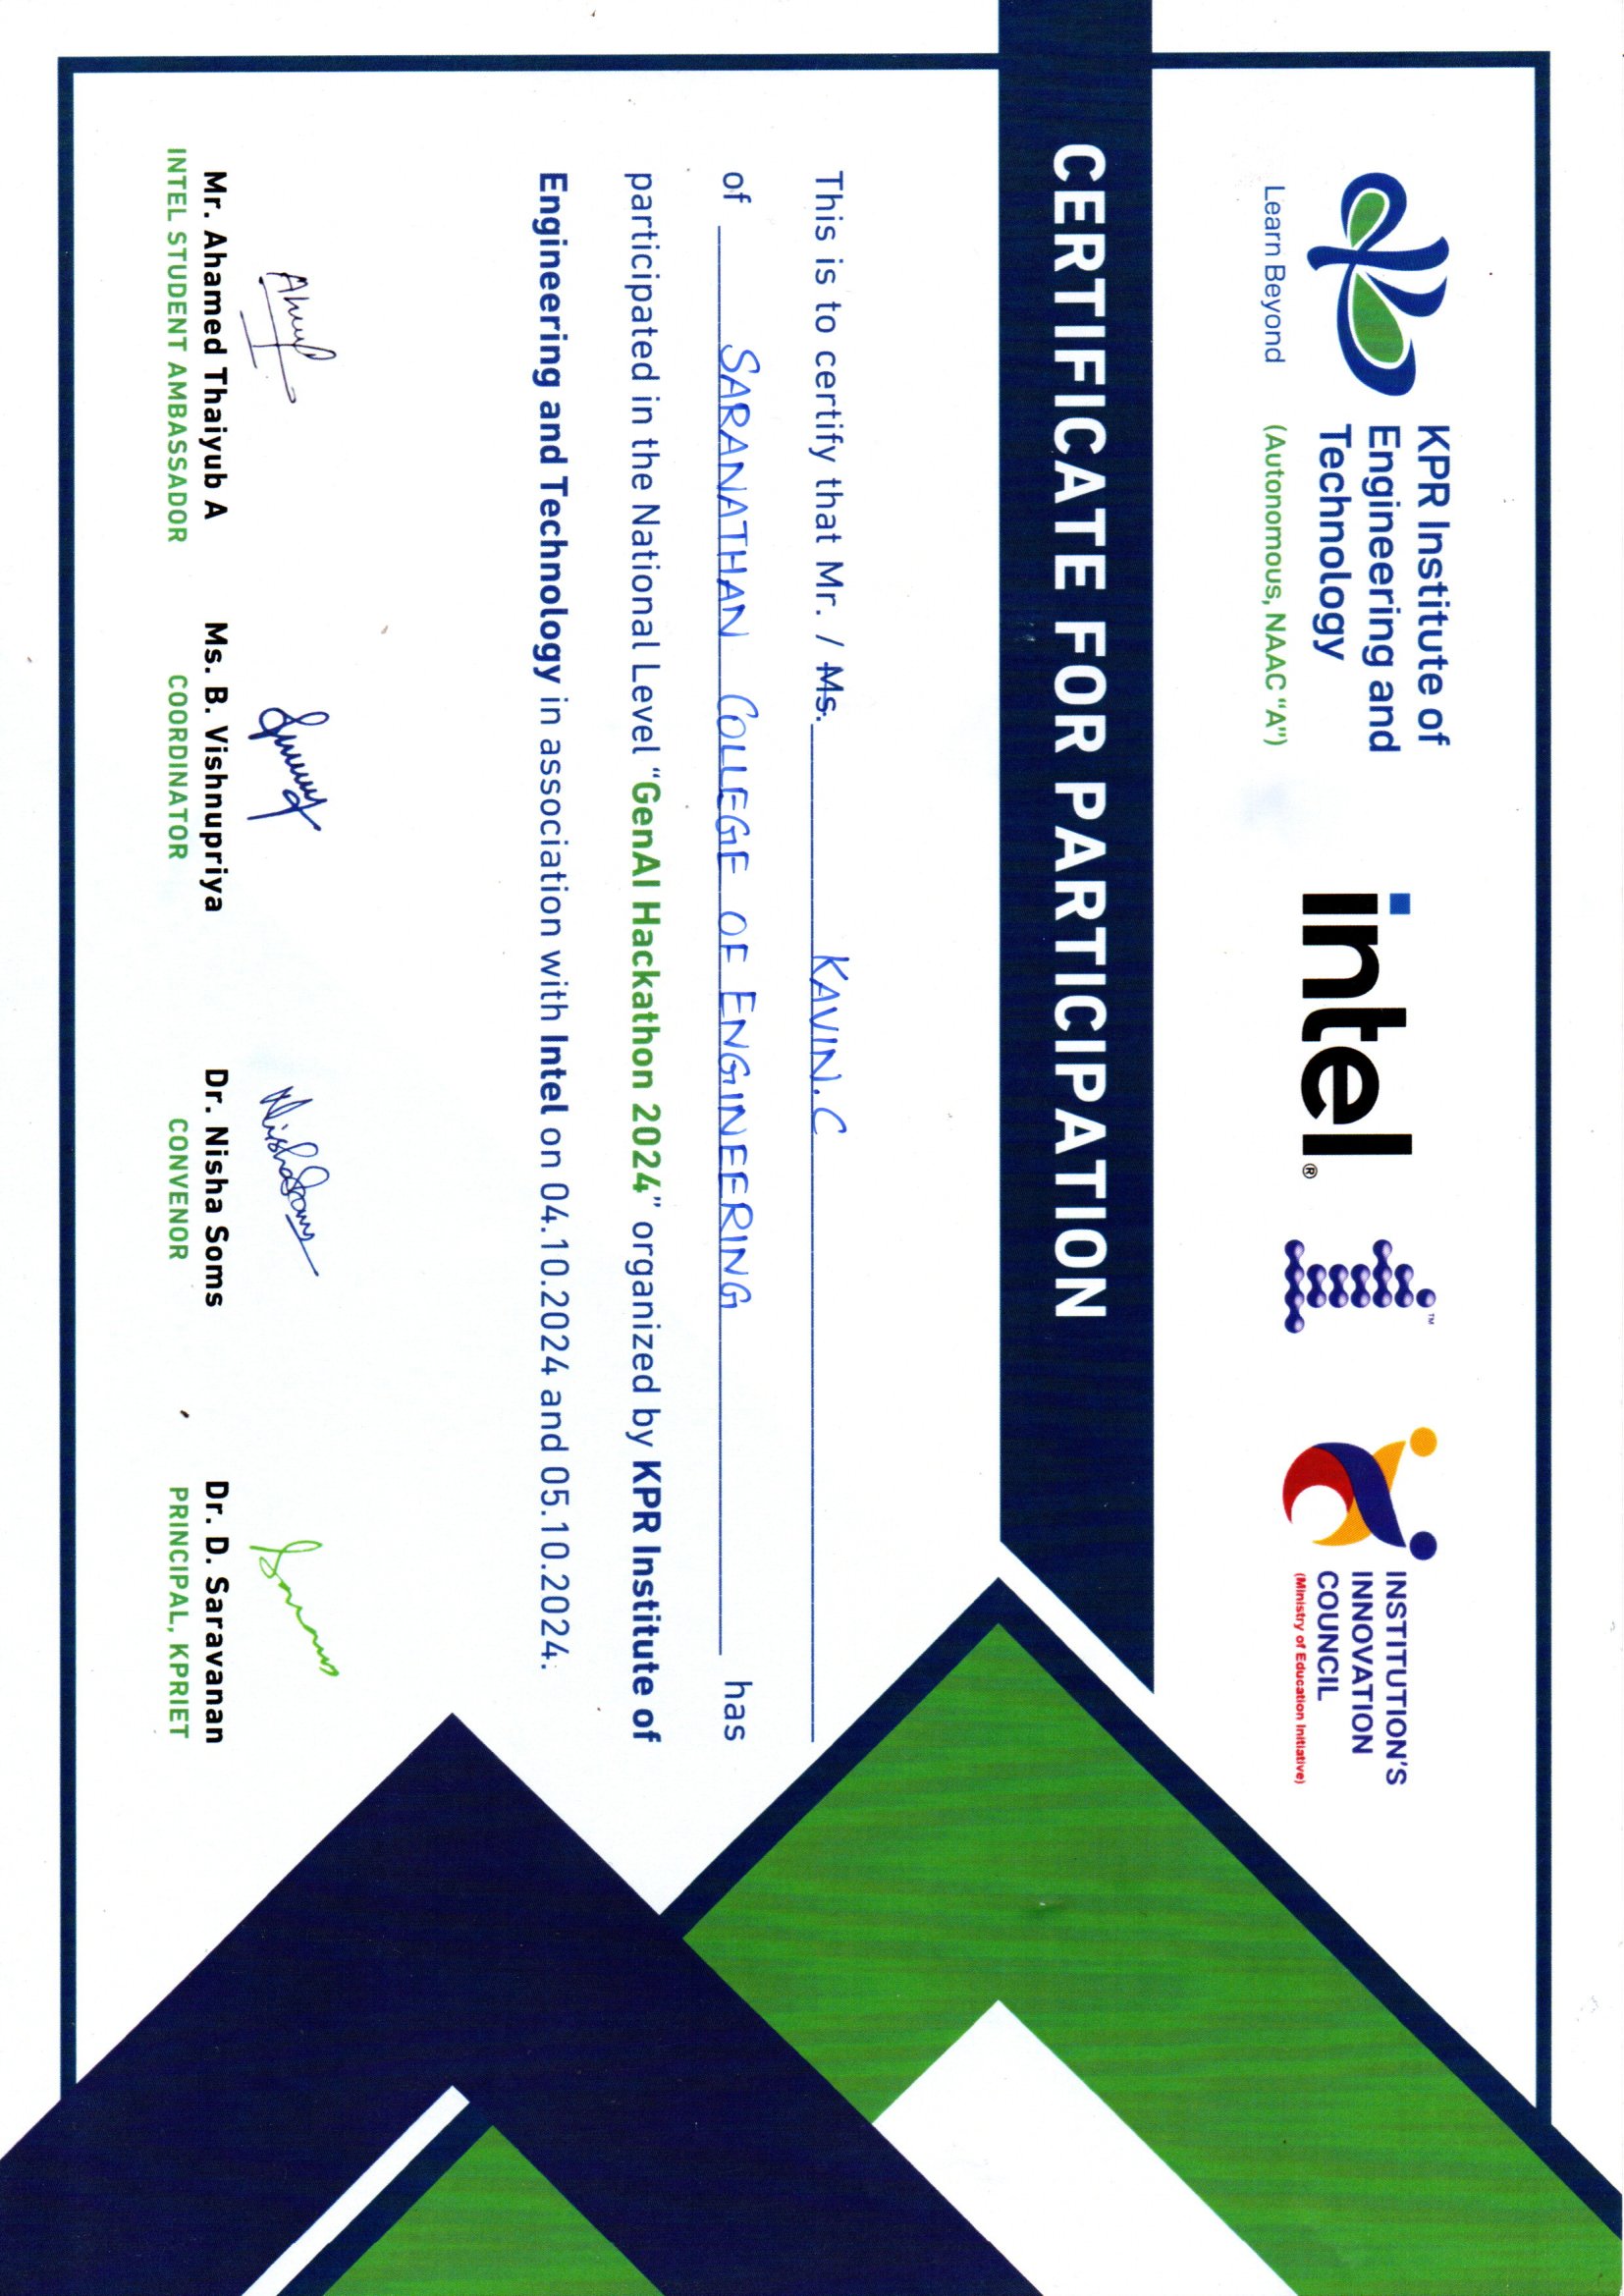 KPR Institute of
Engineering and
Technology
Learn Beyond
(Autonomous, NAAC “A”)
intel®
1™
INSTITUTION'S
INNOVATION
COUNCIL
(Ministry of Education Initiative)
CERTIFICATE FOR PARTICIPATION
This is to certify that Mr. / Ms. KAVIN.C
of SARANATHAN COLLEGE OF ENGINEERING has
participated in the National Level “GenAI Hackathon 2024” organized by KPR Institute of
Engineering and Technology in association with Intel on 04.10.2024 and 05.10.2024.
Nisha Soms
Mr. Ahamed Thaiyub A
INTEL STUDENT AMBASSADOR
Ms. B. Vishnupriya
COORDINATOR
Dr. Nisha Soms
CONVENOR
Dr. D. Saravanan
PRINCIPAL, KPRIET